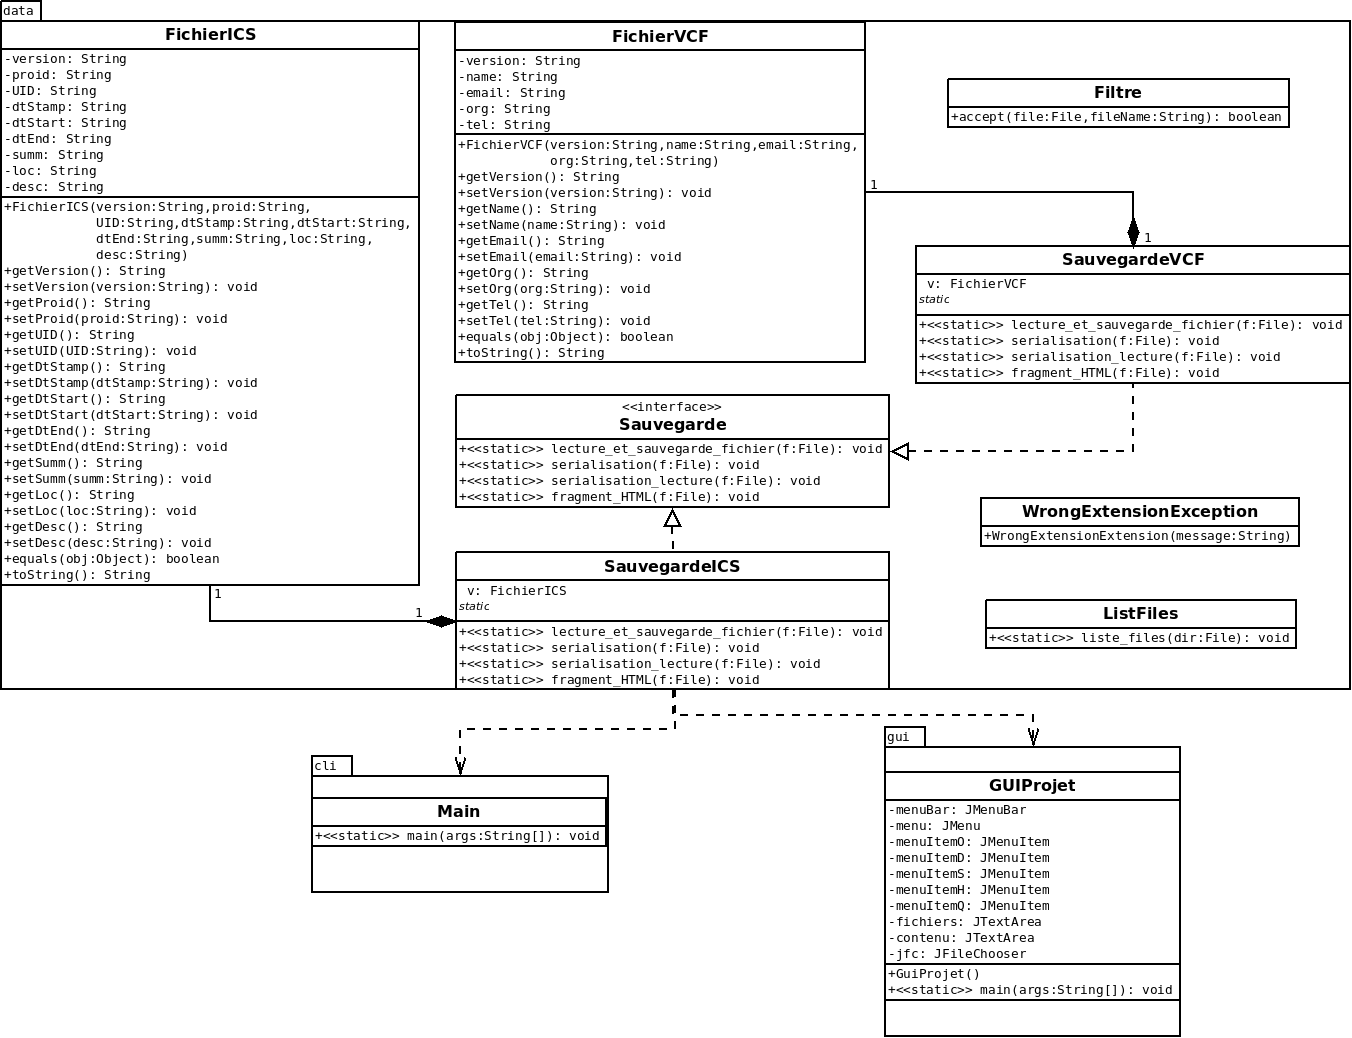 data
FichierICS
-version: String
-proid: String
-UID: String
-dtStamp: String
-dtStart: String
-dtEnd: String
-summ: String
-loc: String
-desc: String
+FichierICS(version:String,proid:String,
UID:String,dtStamp:String,dtStart:String,
dtEnd:String,summ:String,loc:String,
desc:String)
+getVersion(): String
+setVersion(version:String): void
+getProid(): String
+setProid(proid:String): void
+getUID(): String
+setUID(UID:String): void
+getDtStamp(): String
+setDtStamp(dtStamp:String): void
+getDtStart(): String
+setDtStart(dtStart:String): void
+getDtEnd(): String
+setDtEnd(dtEnd:String): void
+getSumm(): String
+setSumm(summ:String): void
+getLoc(): String
+setLoc(loc:String): void
+getDesc(): String
+setDesc(desc:String): void
+equals(obj:Object): boolean
+toString(): String
1
1
FichierVCF
-version: String
-name: String
-email: String
-org: String
-tel: String
+FichierVCF(version:String,name:String,email:String,
org:String,tel:String)
+getVersion(): String
+setVersion(version:String): void
+getName(): String
+setName(name:String): void
+getEmail(): String
+setEmail(email:String): void
+getOrg(): String
+setOrg(org:String): void
+getTel(): String
+setTel(tel:String): void
+equals(obj:Object): boolean
+toString(): String
1
1
Filtre
+accept(file:File,fileName:String): boolean
SauvegardeVCF
v: FichierVCF
static
+<<static>> lecture_et_sauvegarde_fichier(f:File): void
+<<static>> serialisation(f:File): void
+<<static>> serialisation_lecture(f:File): void
+<<static>> fragment_HTML(f:File): void
<<interface>>
Sauvegarde
+<<static>> lecture_et_sauvegarde_fichier(f:File): void
+<<static>> serialisation(f:File): void
+<<static>> serialisation_lecture(f:File): void
+<<static>> fragment_HTML(f:File): void
WrongExtensionException
+WrongExtensionExtension(message:String)
SauvegardeICS
v: FichierICS
static
+<<static>> lecture_et_sauvegarde_fichier(f:File): void
+<<static>> serialisation(f:File): void
+<<static>> serialisation_lecture(f:File): void
+<<static>> fragment_HTML(f:File): void
ListFiles
+<<static>> liste_files(dir:File): void
cli
Main
+<<static>> main(args:String[]): void
gui
GUIProjet
-menuBar: JMenuBar
-menu: JMenu
-menuItemO: JMenuItem
-menuItemD: JMenuItem
-menuItemS: JMenuItem
-menuItemH: JMenuItem
-menuItemQ: JMenuItem
-fichiers: JTextArea
-contenu: JTextArea
-jfc: JFileChooser
+GuiProjet()
+<<static>> main(args:String[]): void